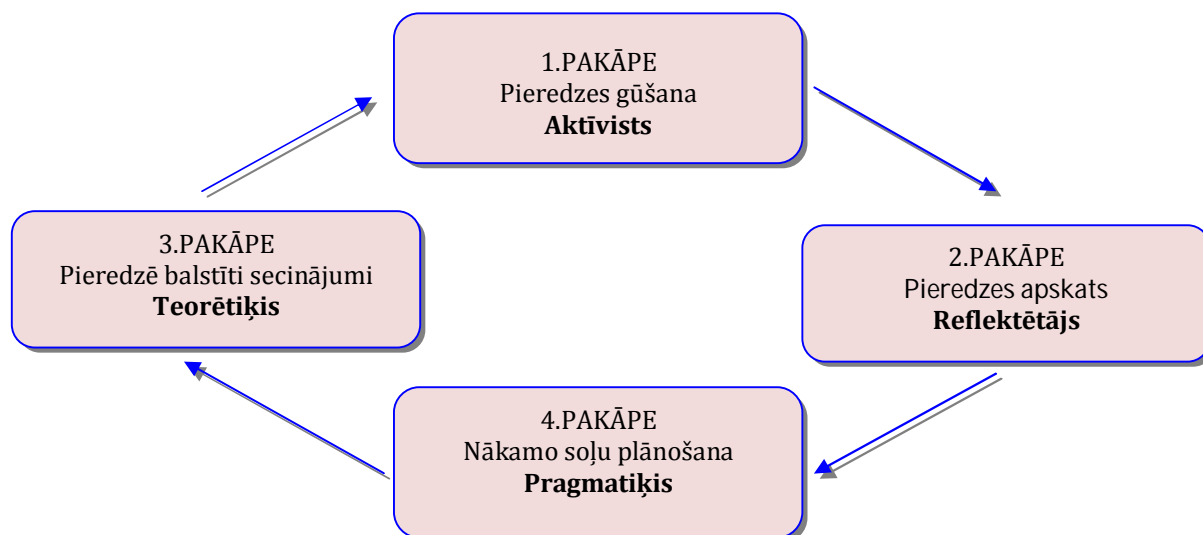 1.PAKĀPE
Pieredzes gūšana
Aktīvists
3.PAKĀPE
Pieredzē balstīti secinājumi
Teorētiķis
2.PAKĀPE
Pieredzes apskats
Reflektētājs
4.PAKĀPE
Nākamo soļu plānošana
Pragmatiķis